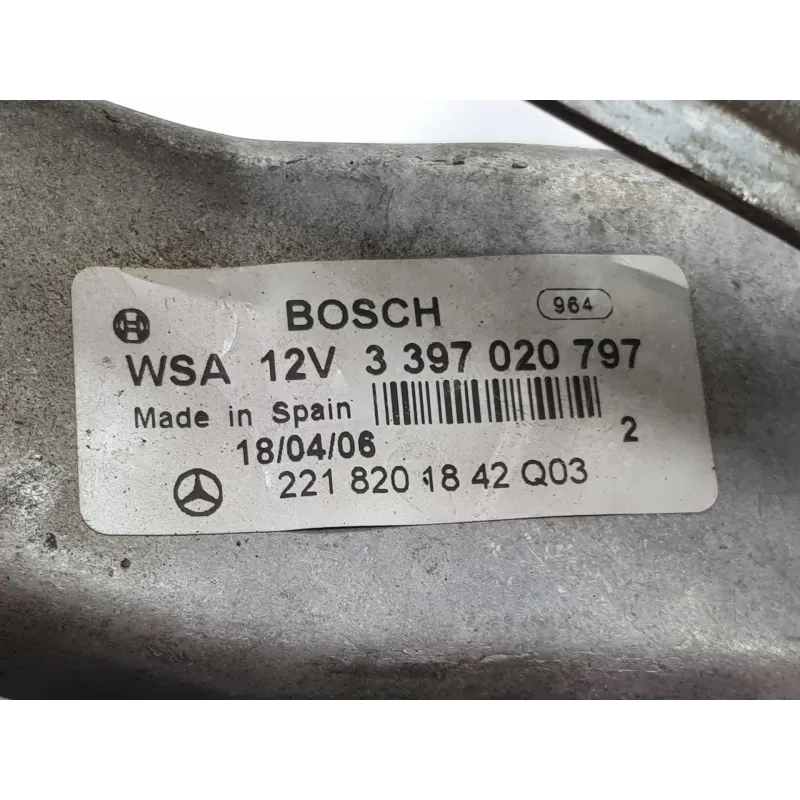 BOSCH 964
WSA 12V 3 397 020 797
Made in Spain
18/04/06 2
221 820 18 42 Q03